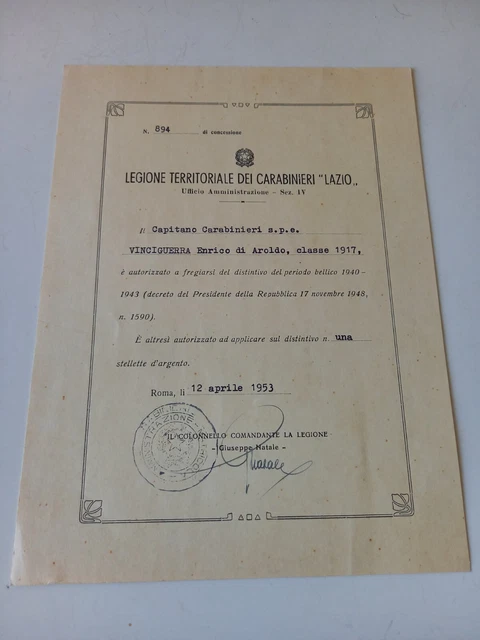 N. 894 di concessione
LEGIONE TERRITORIALE DEI CARABINIERI "LAZIO„
Ufficio Amministrazione - Sez. IV
Il Capitano Carabinieri s.p.e.
VINCIGUERRA Enrico di Aroldo, classe 1917,
è autorizzato a fregiarsi del distintivo del periodo bellico 1940-
1943 (decreto del Presidente della Repubblica 17 novembre 1948,
n. 1590).
È altresì autorizzato ad applicare sul distintivo n. una
stellette d'argento.
Roma, lì 12 aprile 1953
IL COLONNELLO COMANDANTE LA LEGIONE
- Giuseppe Natale -
Natale